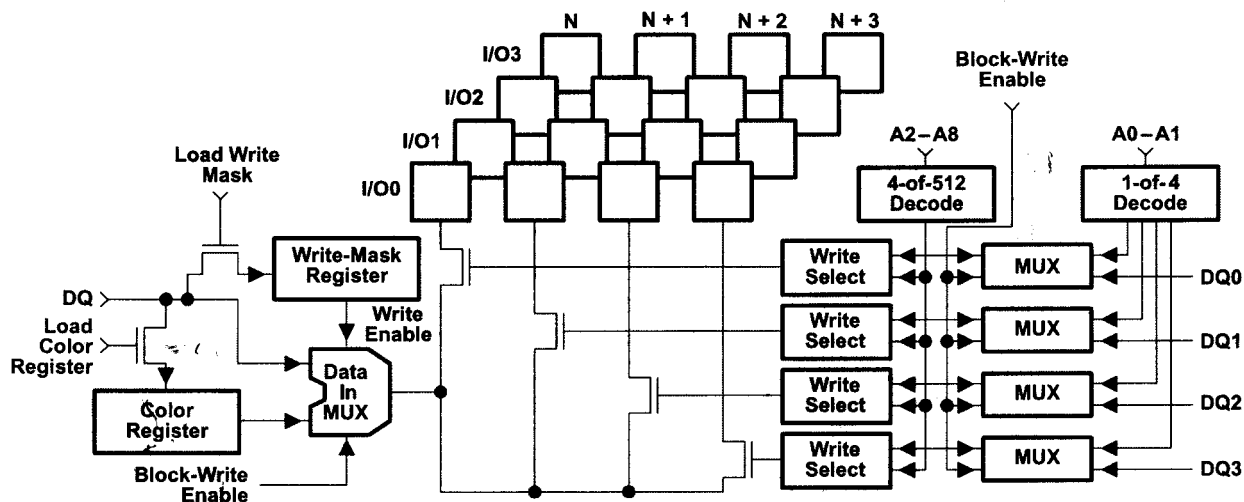 N
N + 1
N + 2
N + 3
I/O3
I/O2
I/O1
I/O0
Block-Write
Enable
A2–A8
A0–A1
4-of-512
Decode
1-of-4
Decode
Load Write
Mask
Write-Mask
Register
DQ
Load
Color
Register
Write
Enable
Data
In
MUX
Color
Register
Block-Write
Enable
Write
Select
MUX
DQ0
Write
Select
MUX
DQ1
Write
Select
MUX
DQ2
Write
Select
MUX
DQ3